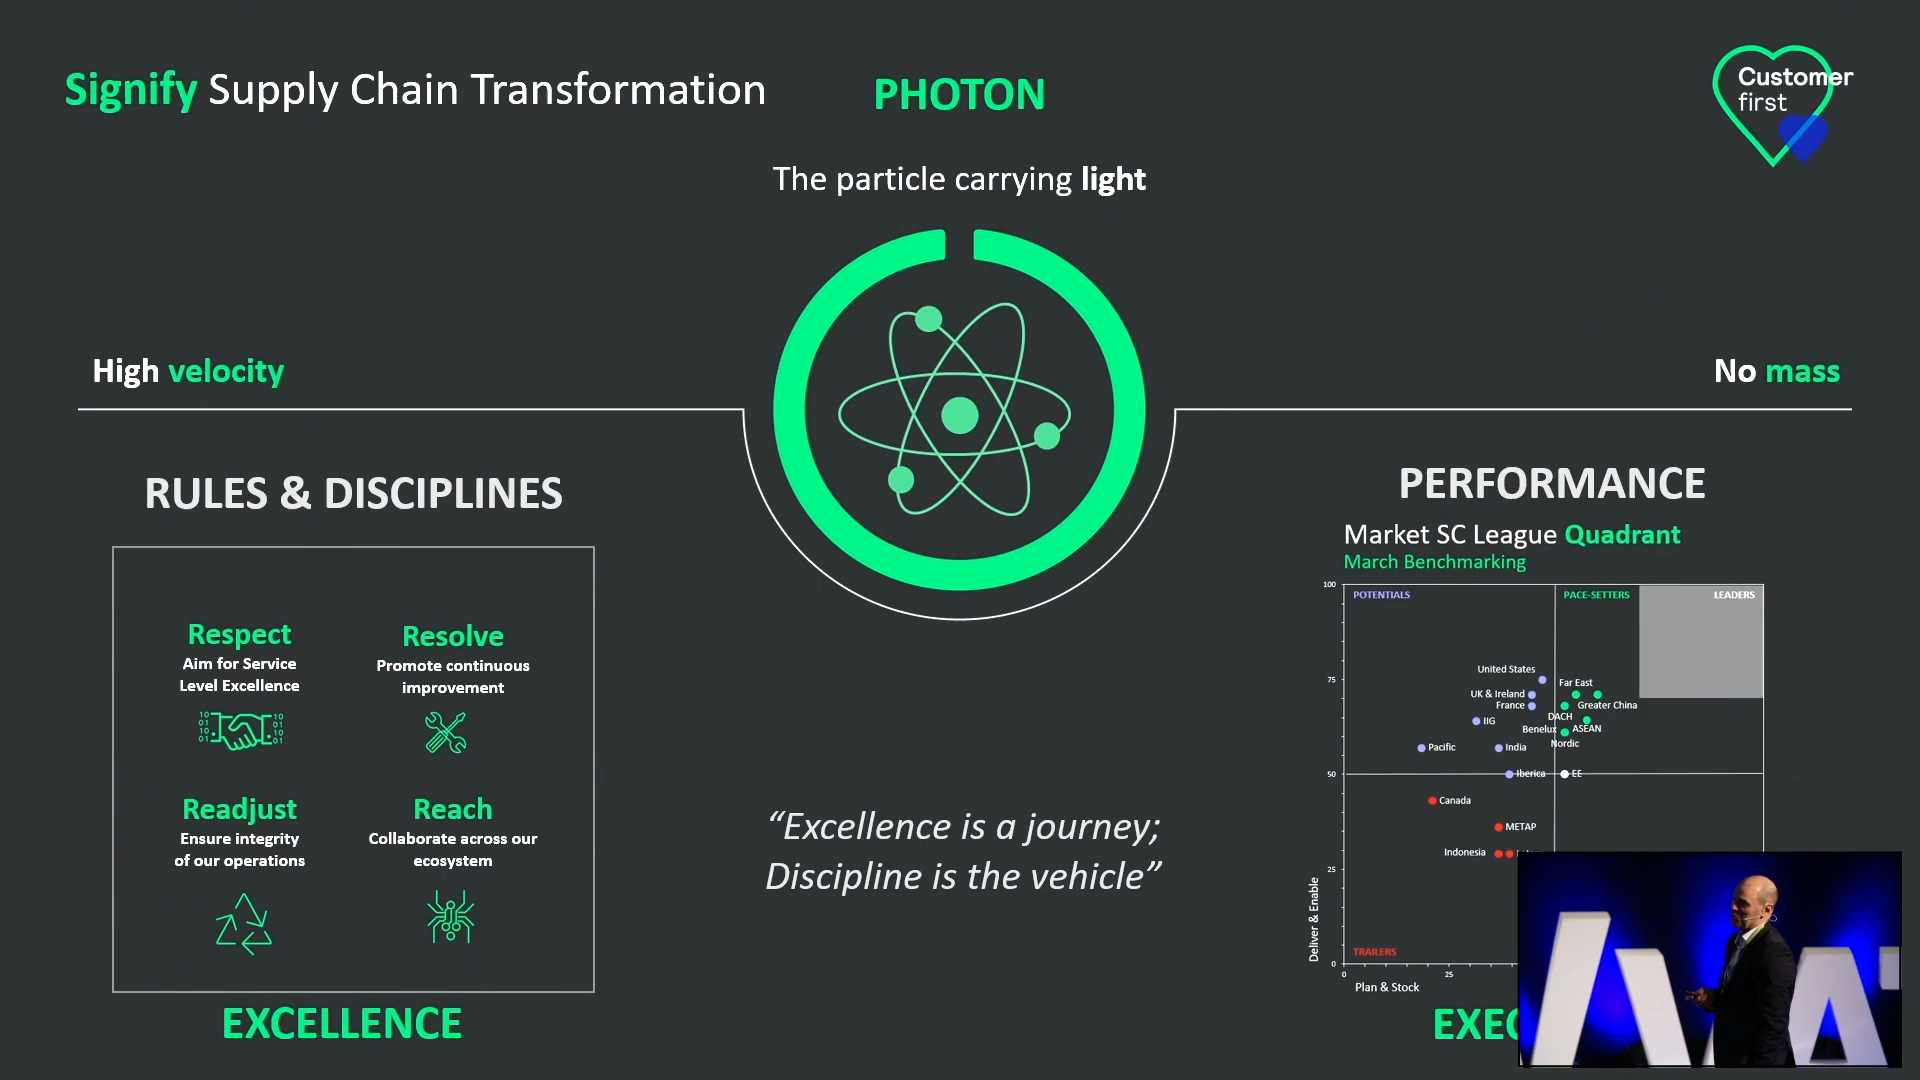 Signify Supply Chain Transformation
PHOTON
Customer
first
The particle carrying light
High velocity
No mass
RULES & DISCIPLINES
Respect
Aim for Service
Level Excellence
Resolve
Promote continuous
improvement
Readjust
Ensure integrity
of our operations
Reach
Collaborate across our
ecosystem
EXCELLENCE
“Excellence is a journey;
Discipline is the vehicle”
PERFORMANCE
Market SC League Quadrant
March Benchmarking
100
POTENTIALS
PACE-SETTERS
LEADERS
United States
75
Far East
UK & Ireland
France
Greater China
IIG
DACH
Benelux
ASEAN
Nordic
Pacific
India
50
Iberica
EE
Canada
METAP
Indonesia
25
Deliver & Enable
TRAILERS
0
0
25
Plan & Stock